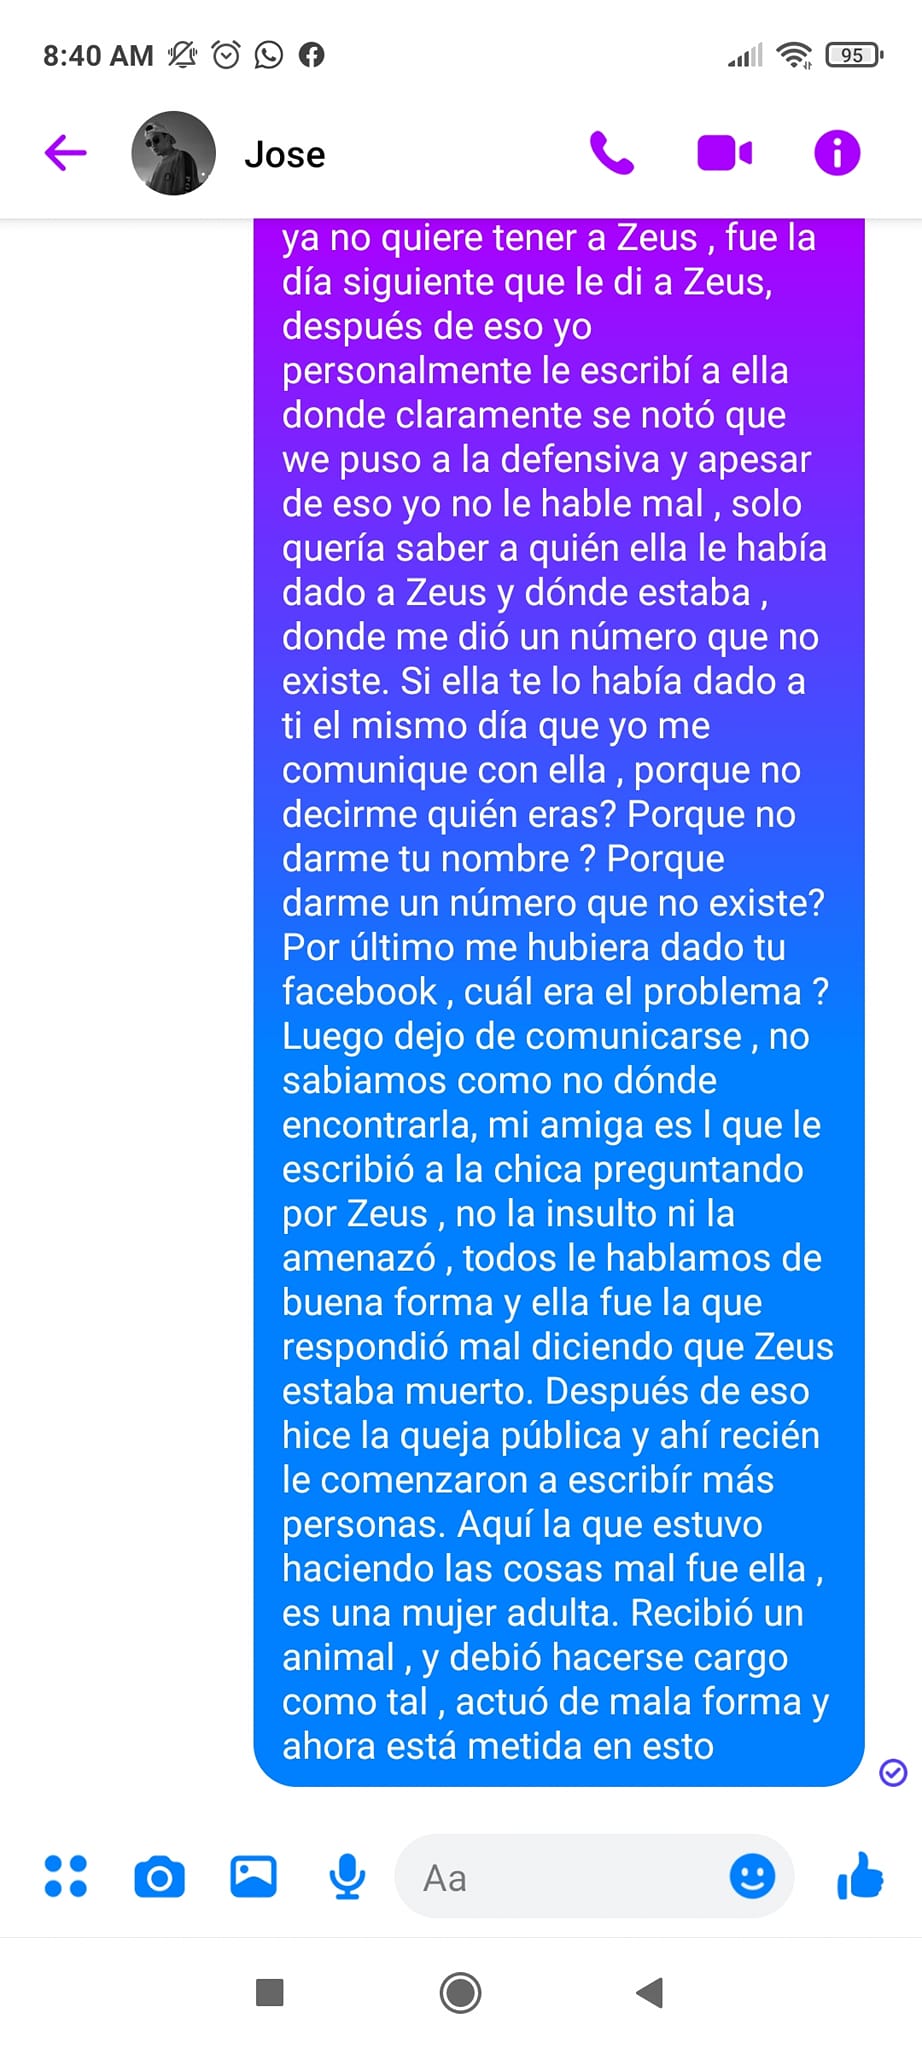 8:40 AM
95
Jose
ya no quiere tener a Zeus , fue la
día siguiente que le di a Zeus,
después de eso yo
personalmente le escribí a ella
donde claramente se notó que
we puso a la defensiva y apesar
de eso yo no le hable mal , solo
quería saber a quién ella le había
dado a Zeus y dónde estaba ,
donde me dió un número que no
existe. Si ella te lo había dado a
ti el mismo día que yo me
comunique con ella , porque no
decirme quién eras? Porque no
darme tu nombre ? Porque
darme un número que no existe?
Por último me hubiera dado tu
facebook , cuál era el problema ?
Luego dejo de comunicarse , no
sabiamos como no dónde
encontrarla, mi amiga es l que le
escribió a la chica preguntando
por Zeus , no la insulto ni la
amenazó , todos le hablamos de
buena forma y ella fue la que
respondió mal diciendo que Zeus
estaba muerto. Después de eso
hice la queja pública y ahí recién
le comenzaron a escribír más
personas. Aquí la que estuvo
haciendo las cosas mal fue ella ,
es una mujer adulta. Recibió un
animal , y debió hacerse cargo
como tal , actuó de mala forma y
ahora está metida en esto
Aa